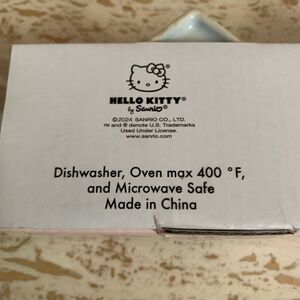 HELLO KITTY®
by Sanrio®
©2024 SANRIO CO., LTD.
™ and ® denote U.S. Trademarks
Used Under License.
www.sanrio.com
Dishwasher, Oven max 400 °F,
and Microwave Safe
Made in China